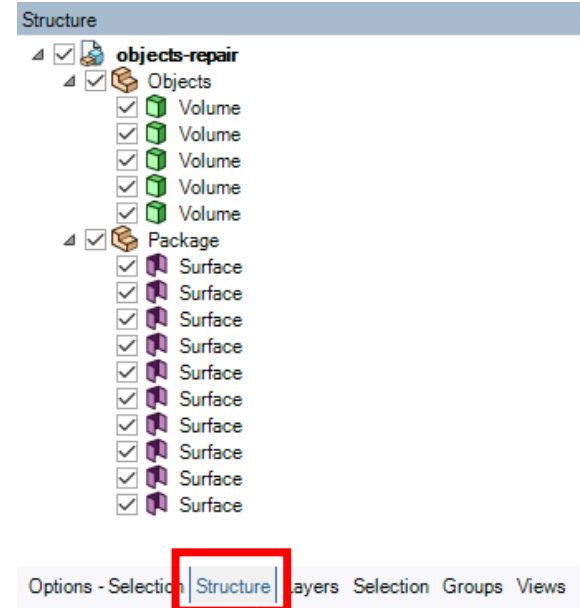 Structure
objects-repair
Objects
Volume
Volume
Volume
Volume
Volume
Package
Surface
Surface
Surface
Surface
Surface
Surface
Surface
Surface
Surface
Surface
Options - Selection Structure Layers Selection Groups Views